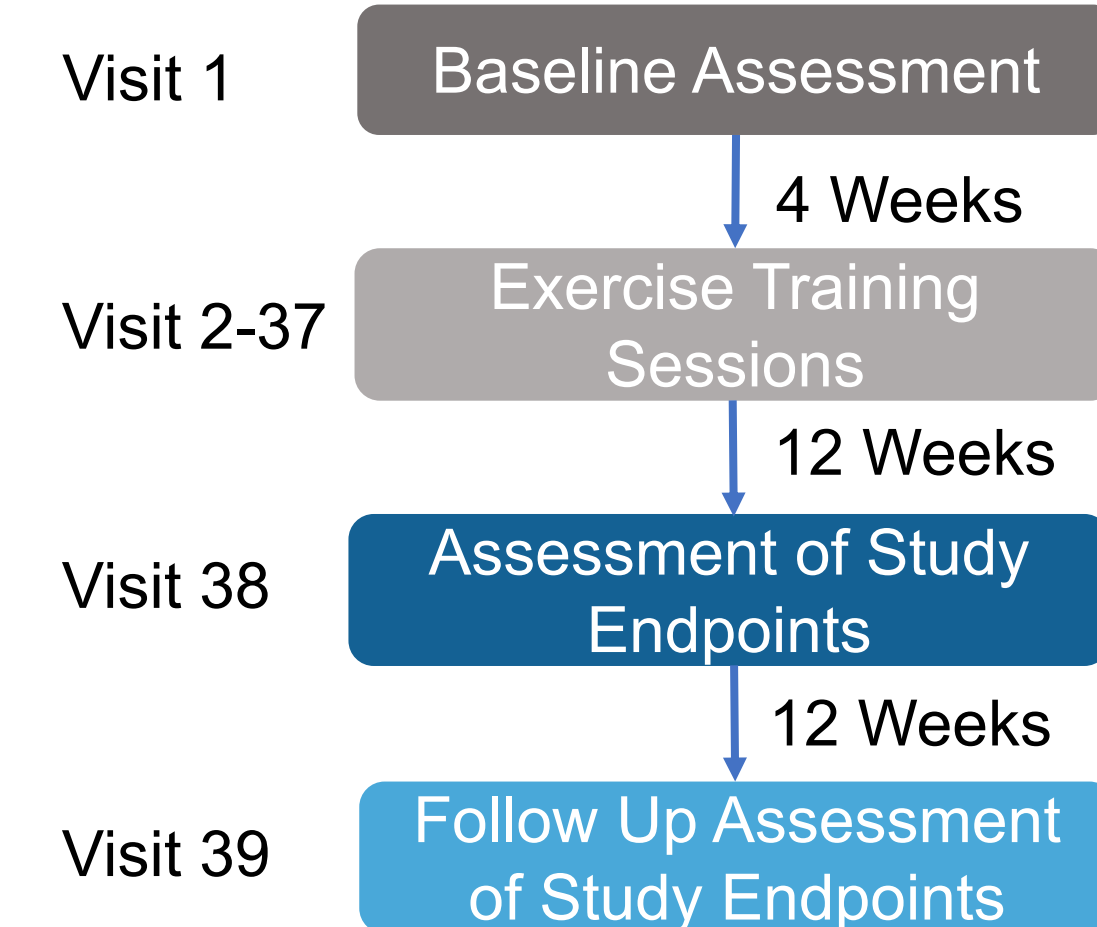 Visit 1
Baseline Assessment
4 Weeks
Visit 2-37
Exercise Training
Sessions
12 Weeks
Visit 38
Assessment of Study
Endpoints
12 Weeks
Visit 39
Follow Up Assessment
of Study Endpoints